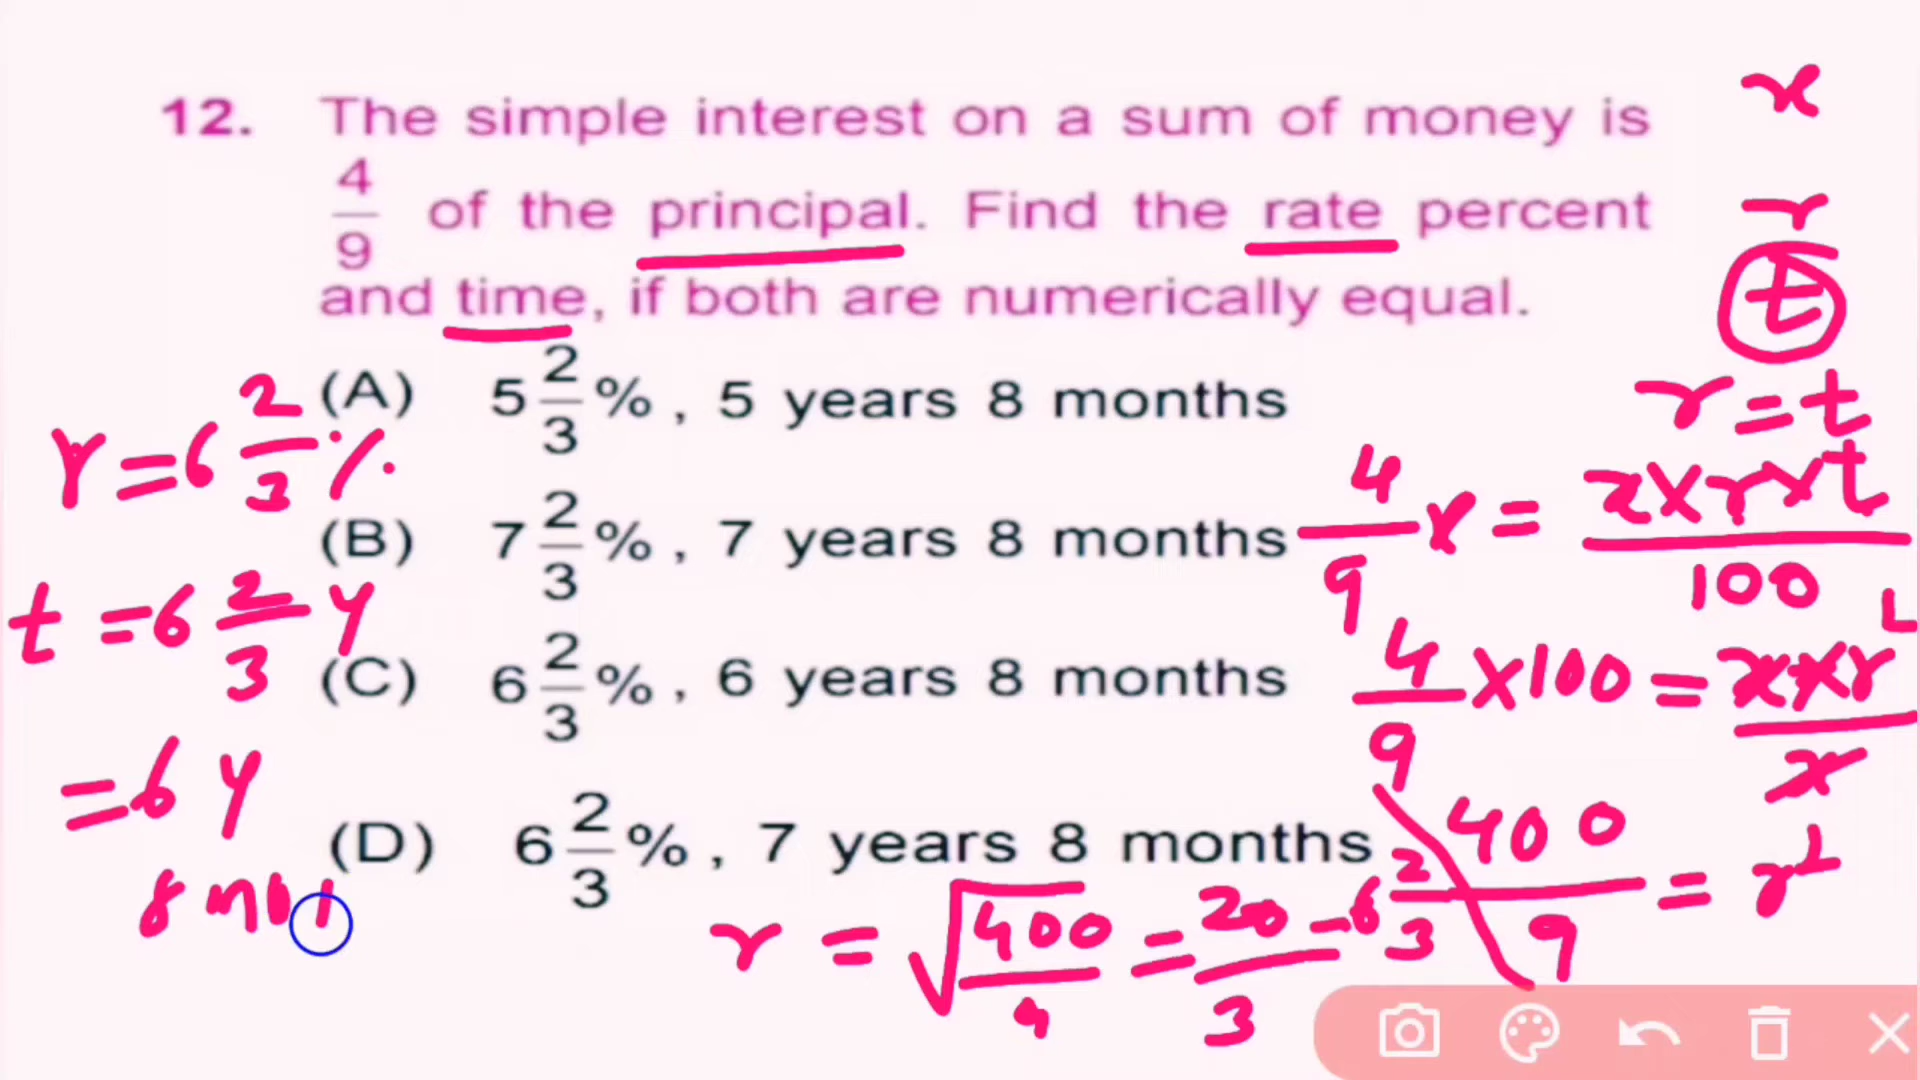 12. The simple interest on a sum of money is
4/9 of the principal. Find the rate percent
and time, if both are numerically equal.
(A) 5 2/3 %, 5 years 8 months
(B) 7 2/3 %, 7 years 8 months
(C) 6 2/3 %, 6 years 8 months
(D) 6 2/3 %, 7 years 8 months
x
r
t
r = t
4/9 x = x × r × t / 100
4/9 × 100 = x × r² / x
400/9 = r²
r = √400/9 = 20/3 = 6 2/3
r = 6 2/3 %
t = 6 2/3 y
= 6 y
8 mon